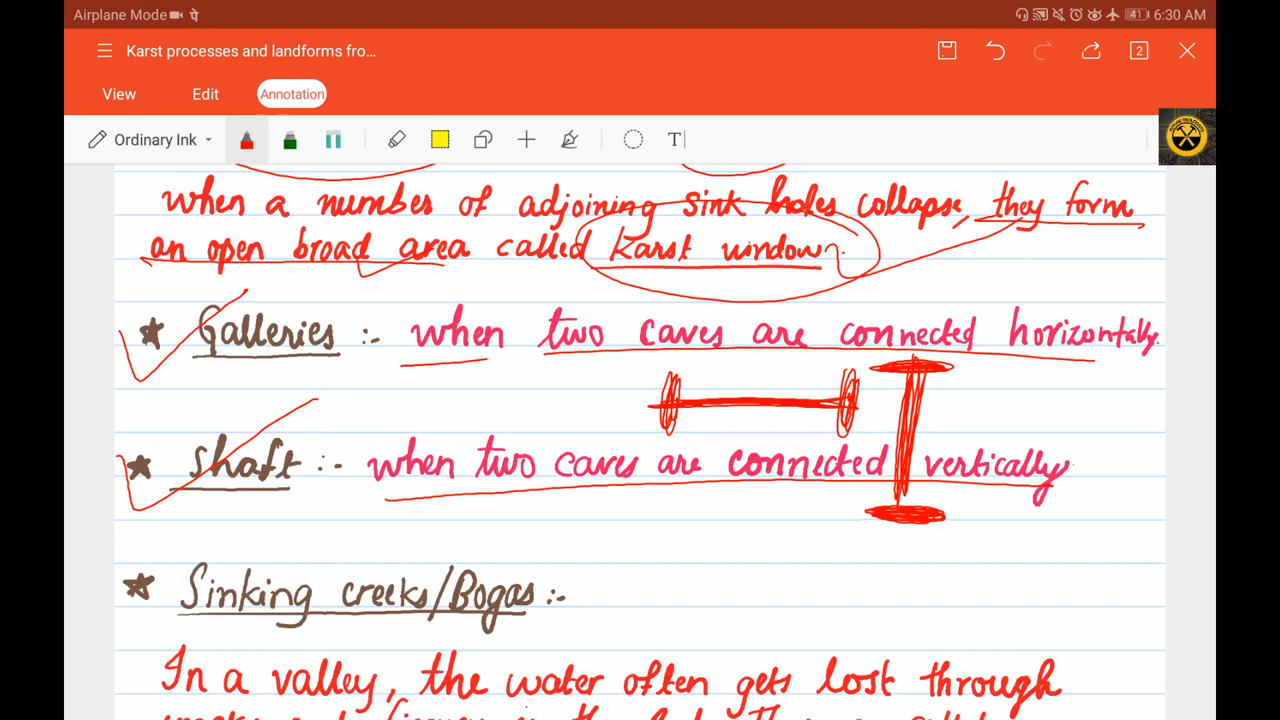 Airplane Mode 41 6:30 AM
Karst processes and landforms fro... 2
View Edit Annotation
Ordinary Ink T
when a number of adjoining sink holes collapse, they form
an open broad area called Karst window.
★ Galleries :- when two caves are connected horizontally.
★ Shaft :- when two caves are connected vertically
★ Sinking creeks/Bogas :-
In a valley, the water often gets lost through